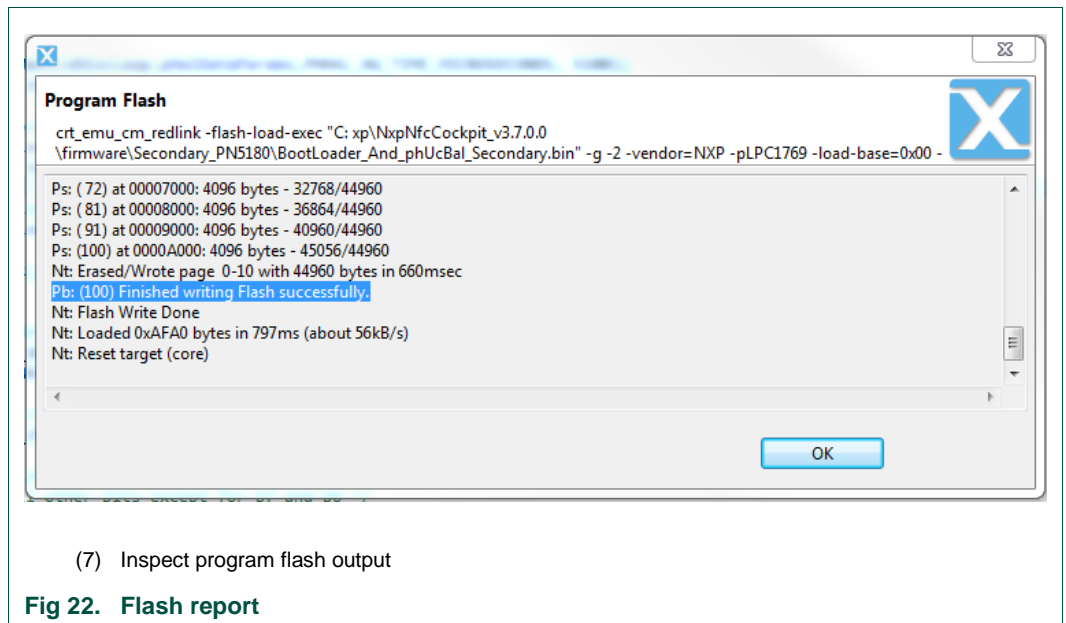 Program Flash
crt_emu_cm_redlink -flash-load-exec "C: xp\NxpNfcCockpit_v3.7.0.0
\firmware\Secondary_PN5180\BootLoader_And_phUcBal_Secondary.bin" -g -2 -vendor=NXP -pLPC1769 -load-base=0x00 -
Ps: ( 72) at 00007000: 4096 bytes - 32768/44960
Ps: ( 81) at 00008000: 4096 bytes - 36864/44960
Ps: ( 91) at 00009000: 4096 bytes - 40960/44960
Ps: (100) at 0000A000: 4096 bytes - 45056/44960
Nt: Erased/Wrote page  0-10 with 44960 bytes in 660msec
Pb: (100) Finished writing Flash successfully.
Nt: Flash Write Done
Nt: Loaded 0xAFA0 bytes in 797ms (about 56kB/s)
Nt: Reset target (core)
OK
(7) Inspect program flash output
Fig 22. Flash report